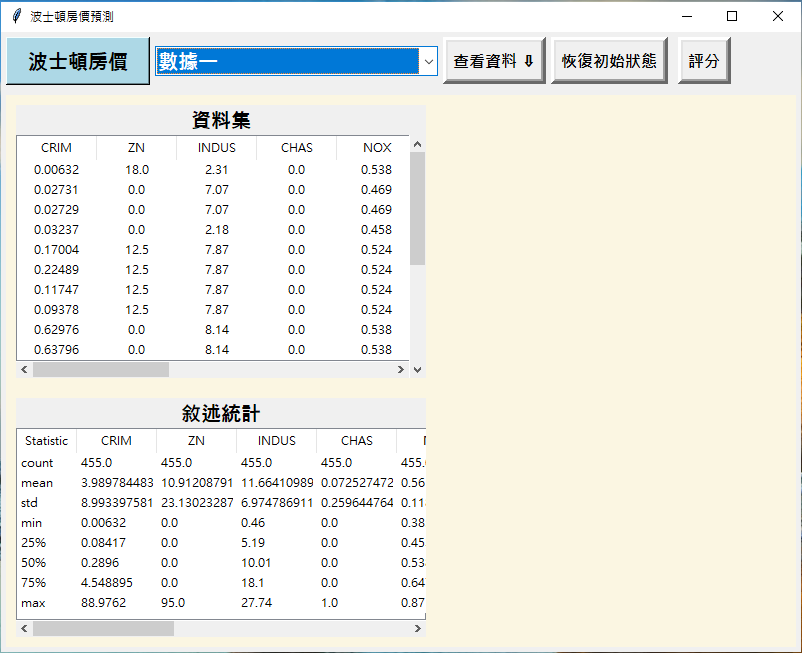 波士頓房價預測
波士頓房價 數據一 查看資料 ⇩ 恢復初始狀態 評分
資料集
CRIM ZN INDUS CHAS NOX
0.00632 18.0 2.31 0.0 0.538
0.02731 0.0 7.07 0.0 0.469
0.02729 0.0 7.07 0.0 0.469
0.03237 0.0 2.18 0.0 0.458
0.17004 12.5 7.87 0.0 0.524
0.22489 12.5 7.87 0.0 0.524
0.11747 12.5 7.87 0.0 0.524
0.09378 12.5 7.87 0.0 0.524
0.62976 0.0 8.14 0.0 0.538
0.63796 0.0 8.14 0.0 0.538
敘述統計
Statistic CRIM ZN INDUS CHAS
count 455.0 455.0 455.0 455.0 455.
mean 3.989784483 10.91208791 11.66410989 0.072527472 0.56
std 8.993397581 23.13023287 6.974786911 0.259644764 0.11
min 0.00632 0.0 0.46 0.0 0.38
25% 0.08417 0.0 5.19 0.0 0.45
50% 0.2896 0.0 10.01 0.0 0.53
75% 4.548895 0.0 18.1 0.0 0.64
max 88.9762 95.0 27.74 1.0 0.87